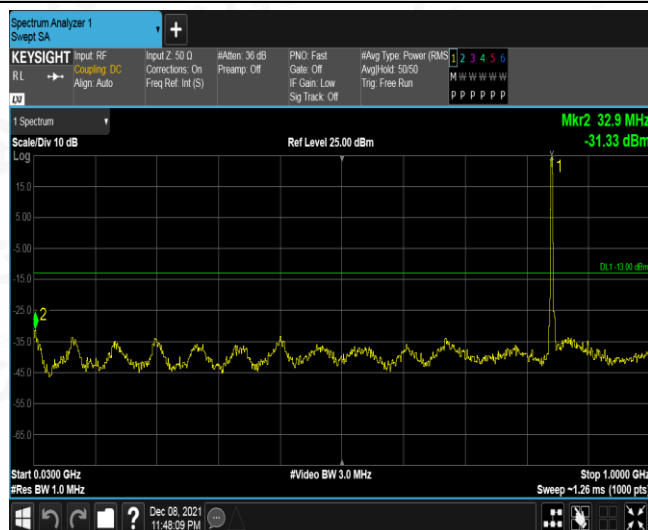 Spectrum Analyzer 1
Swept SA
+
KEYSIGHT
RL
LXI
Input: RF
Coupling: DC
Align: Auto
Input Z: 50 Ω
Corrections: On
Freq Ref: Int (S)
#Atten: 36 dB
Preamp: Off
PNO: Fast
Gate: Off
IF Gain: Low
Sig Track: Off
#Avg Type: Power (RMS
Avg|Hold: 50/50
Trig: Free Run
1 2 3 4 5 6
M W W W W W
P P P P P P
1 Spectrum
Mkr2 32.9 MHz
Scale/Div 10 dB
Ref Level 25.00 dBm
-31.33 dBm
Log
1
15.0
5.00
-5.00
DL1 -13.00 dBm
-15.0
-25.0
2
-35.0
-45.0
-55.0
-65.0
Start 0.0300 GHz
#Video BW 3.0 MHz
Stop 1.0000 GHz
#Res BW 1.0 MHz
Sweep ~1.26 ms (1000 pts)
?
Dec 08, 2021
11:48:09 PM